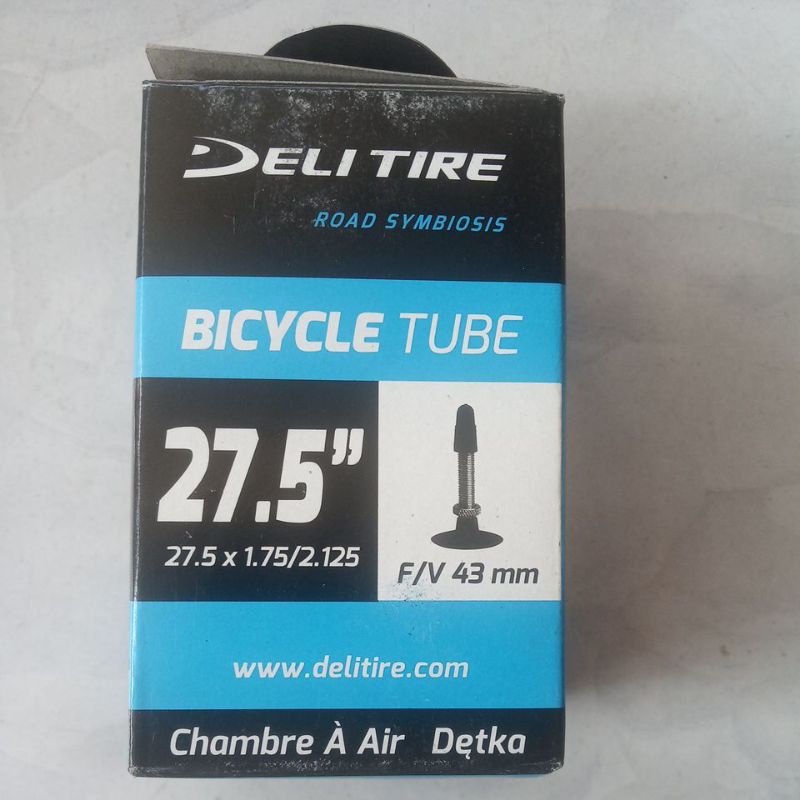 DELI TIRE
ROAD SYMBIOSIS
BICYCLE TUBE
27.5”
27.5 x 1.75/2.125
F/V 43 mm
www.delitire.com
Chambre À Air Dętka